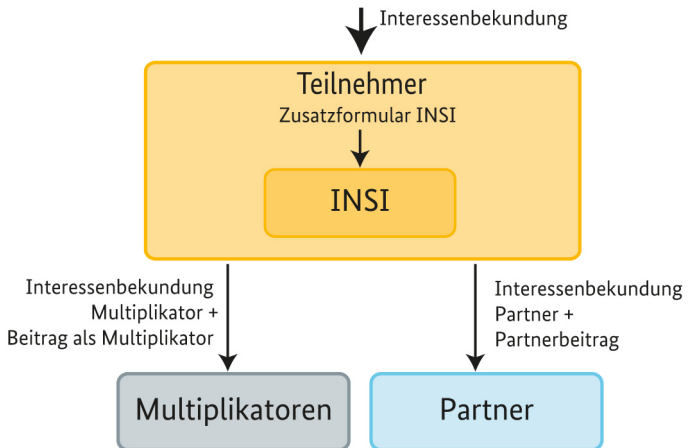 Interessenbekundung
Teilnehmer
Zusatzformular INSI
INSI
Interessenbekundung
Multiplikator +
Beitrag als Multiplikator
Interessenbekundung
Partner +
Partnerbeitrag
Multiplikatoren
Partner